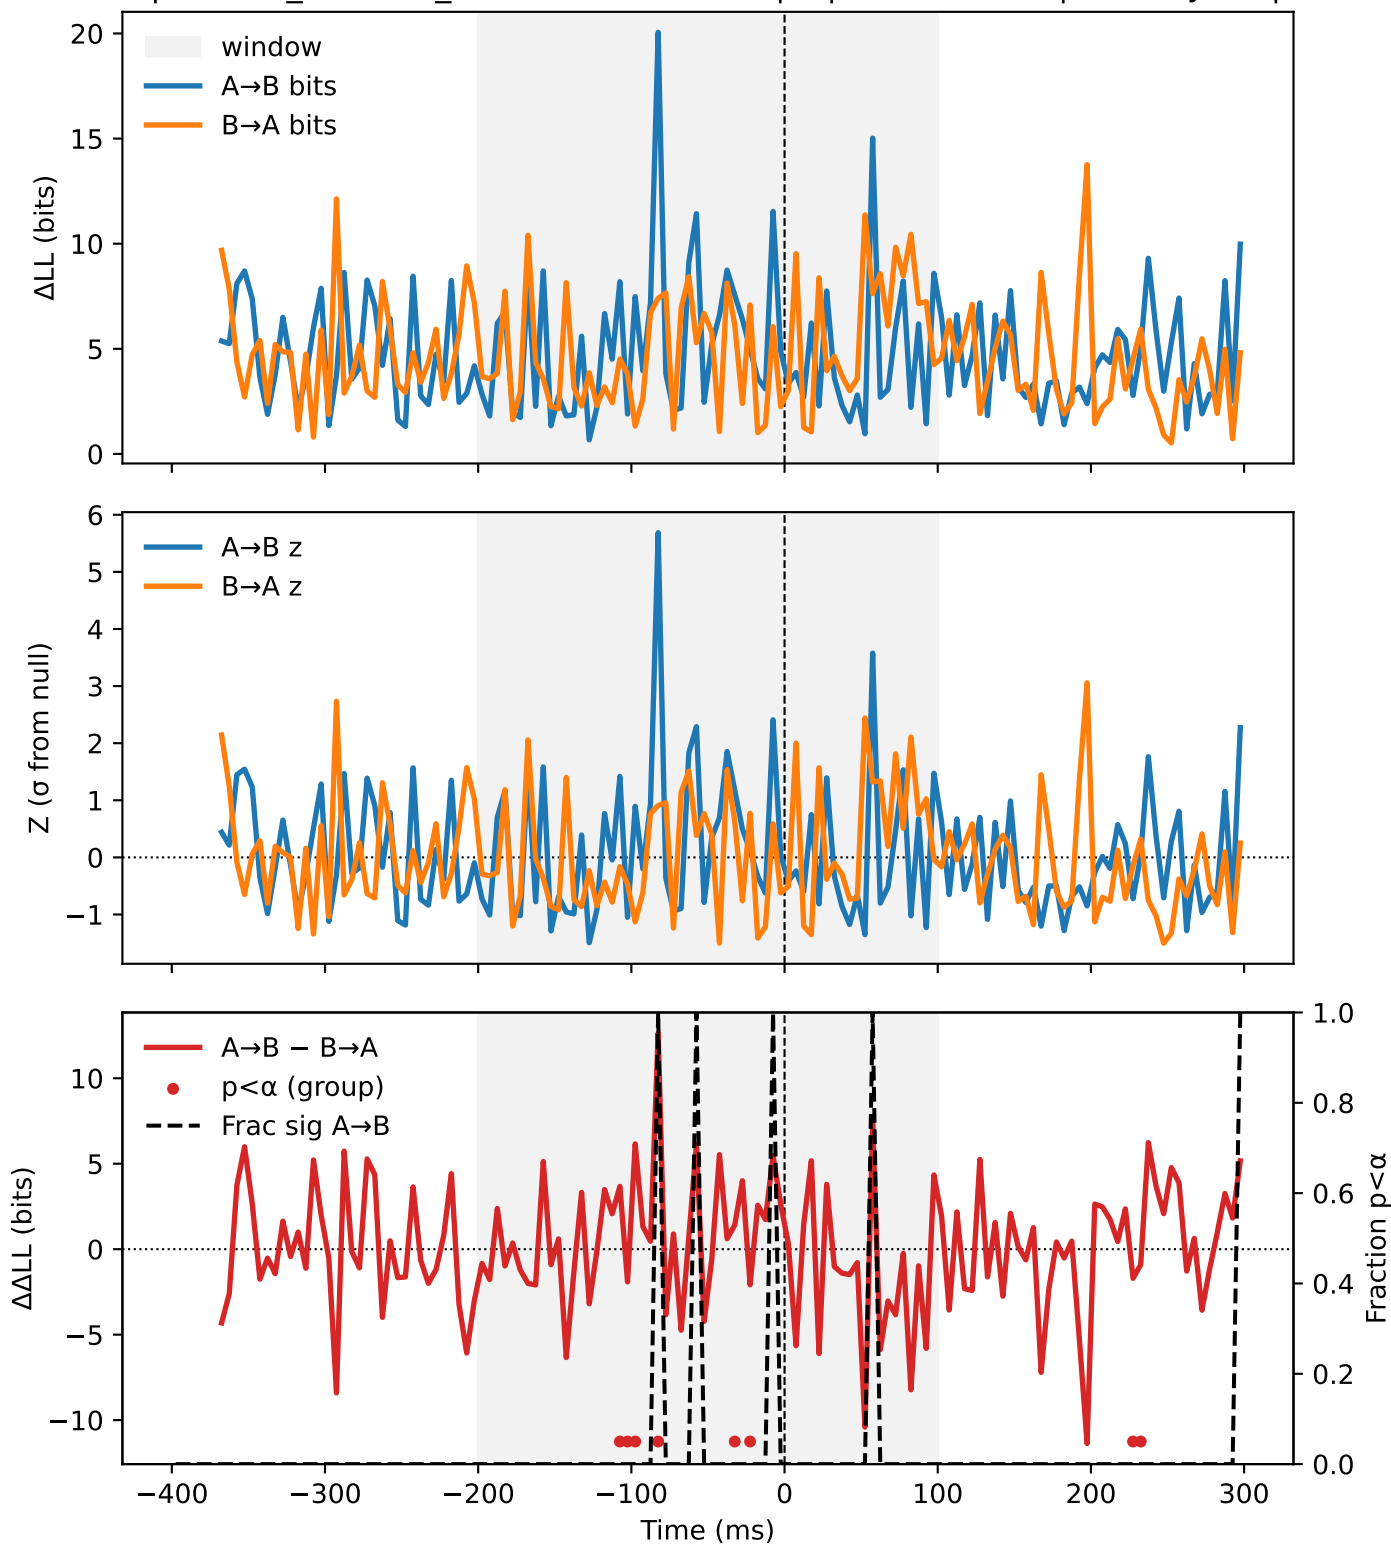 20
15
10
5
0
ΔLL (bits)
window
A→B bits
B→A bits
6
5
4
3
2
1
0
−1
Z (σ from null)
A→B z
B→A z
10
5
0
−5
−10
ΔΔLL (bits)
A→B − B→A
p<α (group)
Frac sig A→B
1.0
0.8
0.6
0.4
0.2
0.0
Fraction p<α
−400 −300 −200 −100 0 100 200 300
Time (ms)